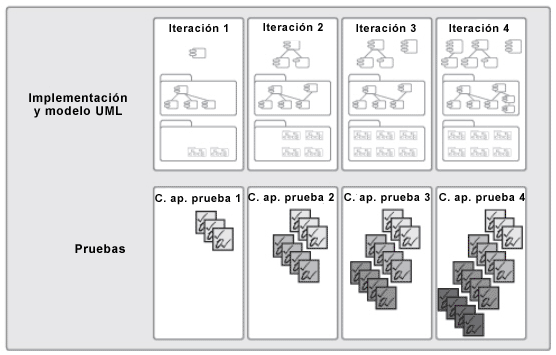 Iteración 1
Iteración 2
Iteración 3
Iteración 4
Implementación
y modelo UML
C. ap. prueba 1
C. ap. prueba 2
C. ap. prueba 3
C. ap. prueba 4
Pruebas